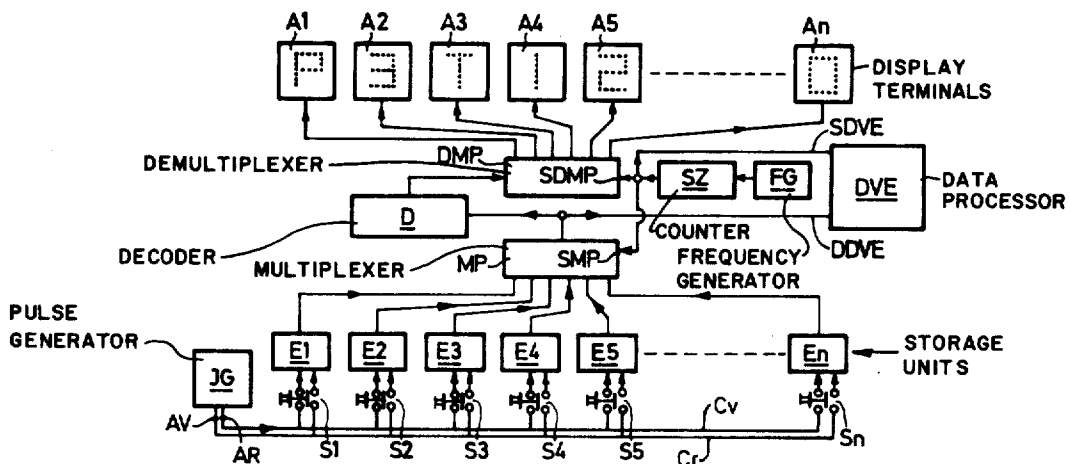 A1 A2 A3 A4 A5 An
P 3 T 1 2 0
DISPLAY
TERMINALS
SDVE
DEMULTIPLEXER
DMP
SDMP
SZ
FG
DVE
DATA
PROCESSOR
D
COUNTER
DDVE
DECODER
MULTIPLEXER
MP
SMP
FREQUENCY
GENERATOR
PULSE
GENERATOR
E1 E2 E3 E4 E5 En
STORAGE
UNITS
JG
AV
AR
S1 S2 S3 S4 S5 Sn
Cv
Cr